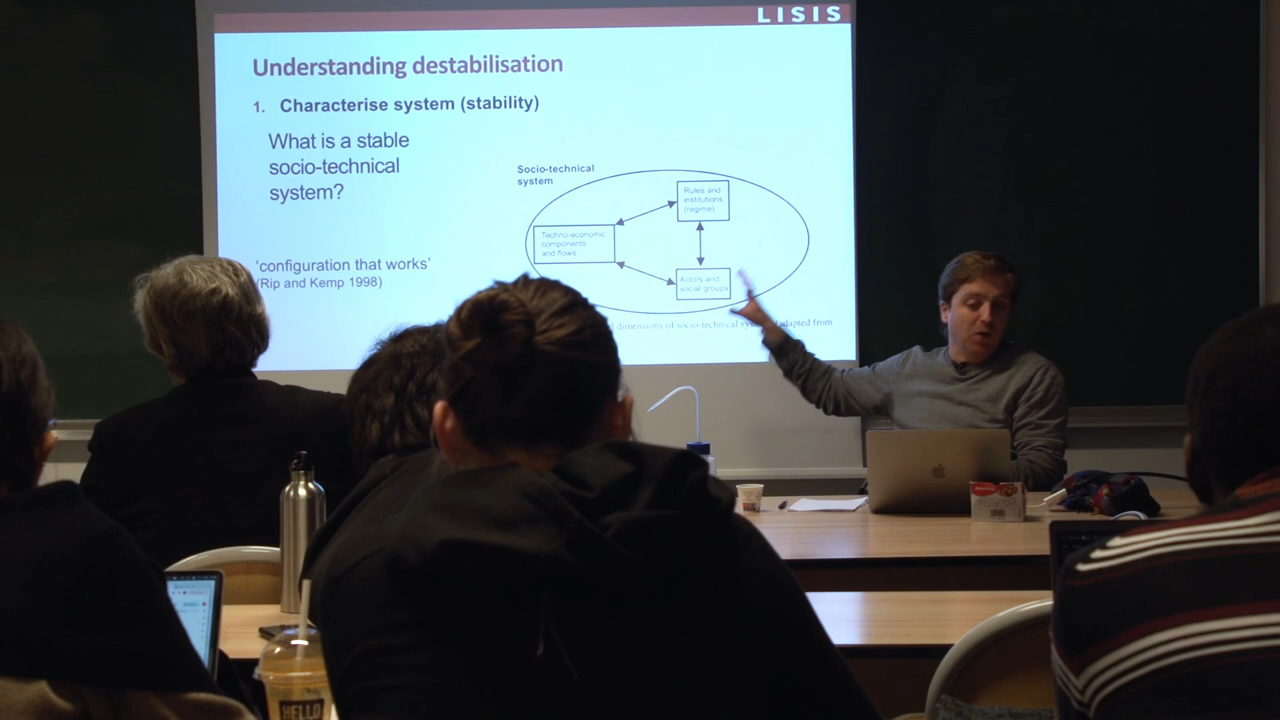 LISIS
Understanding destabilisation
1. Characterise system (stability)
What is a stable
socio-technical
system?
Socio-technical
system
Rules and
institutions
(regime)
Techno-economic
components
and flows
Actors and
social groups
'configuration that works'
(Rip and Kemp 1998)
dimensions of socio-technical adapted from
HELLO